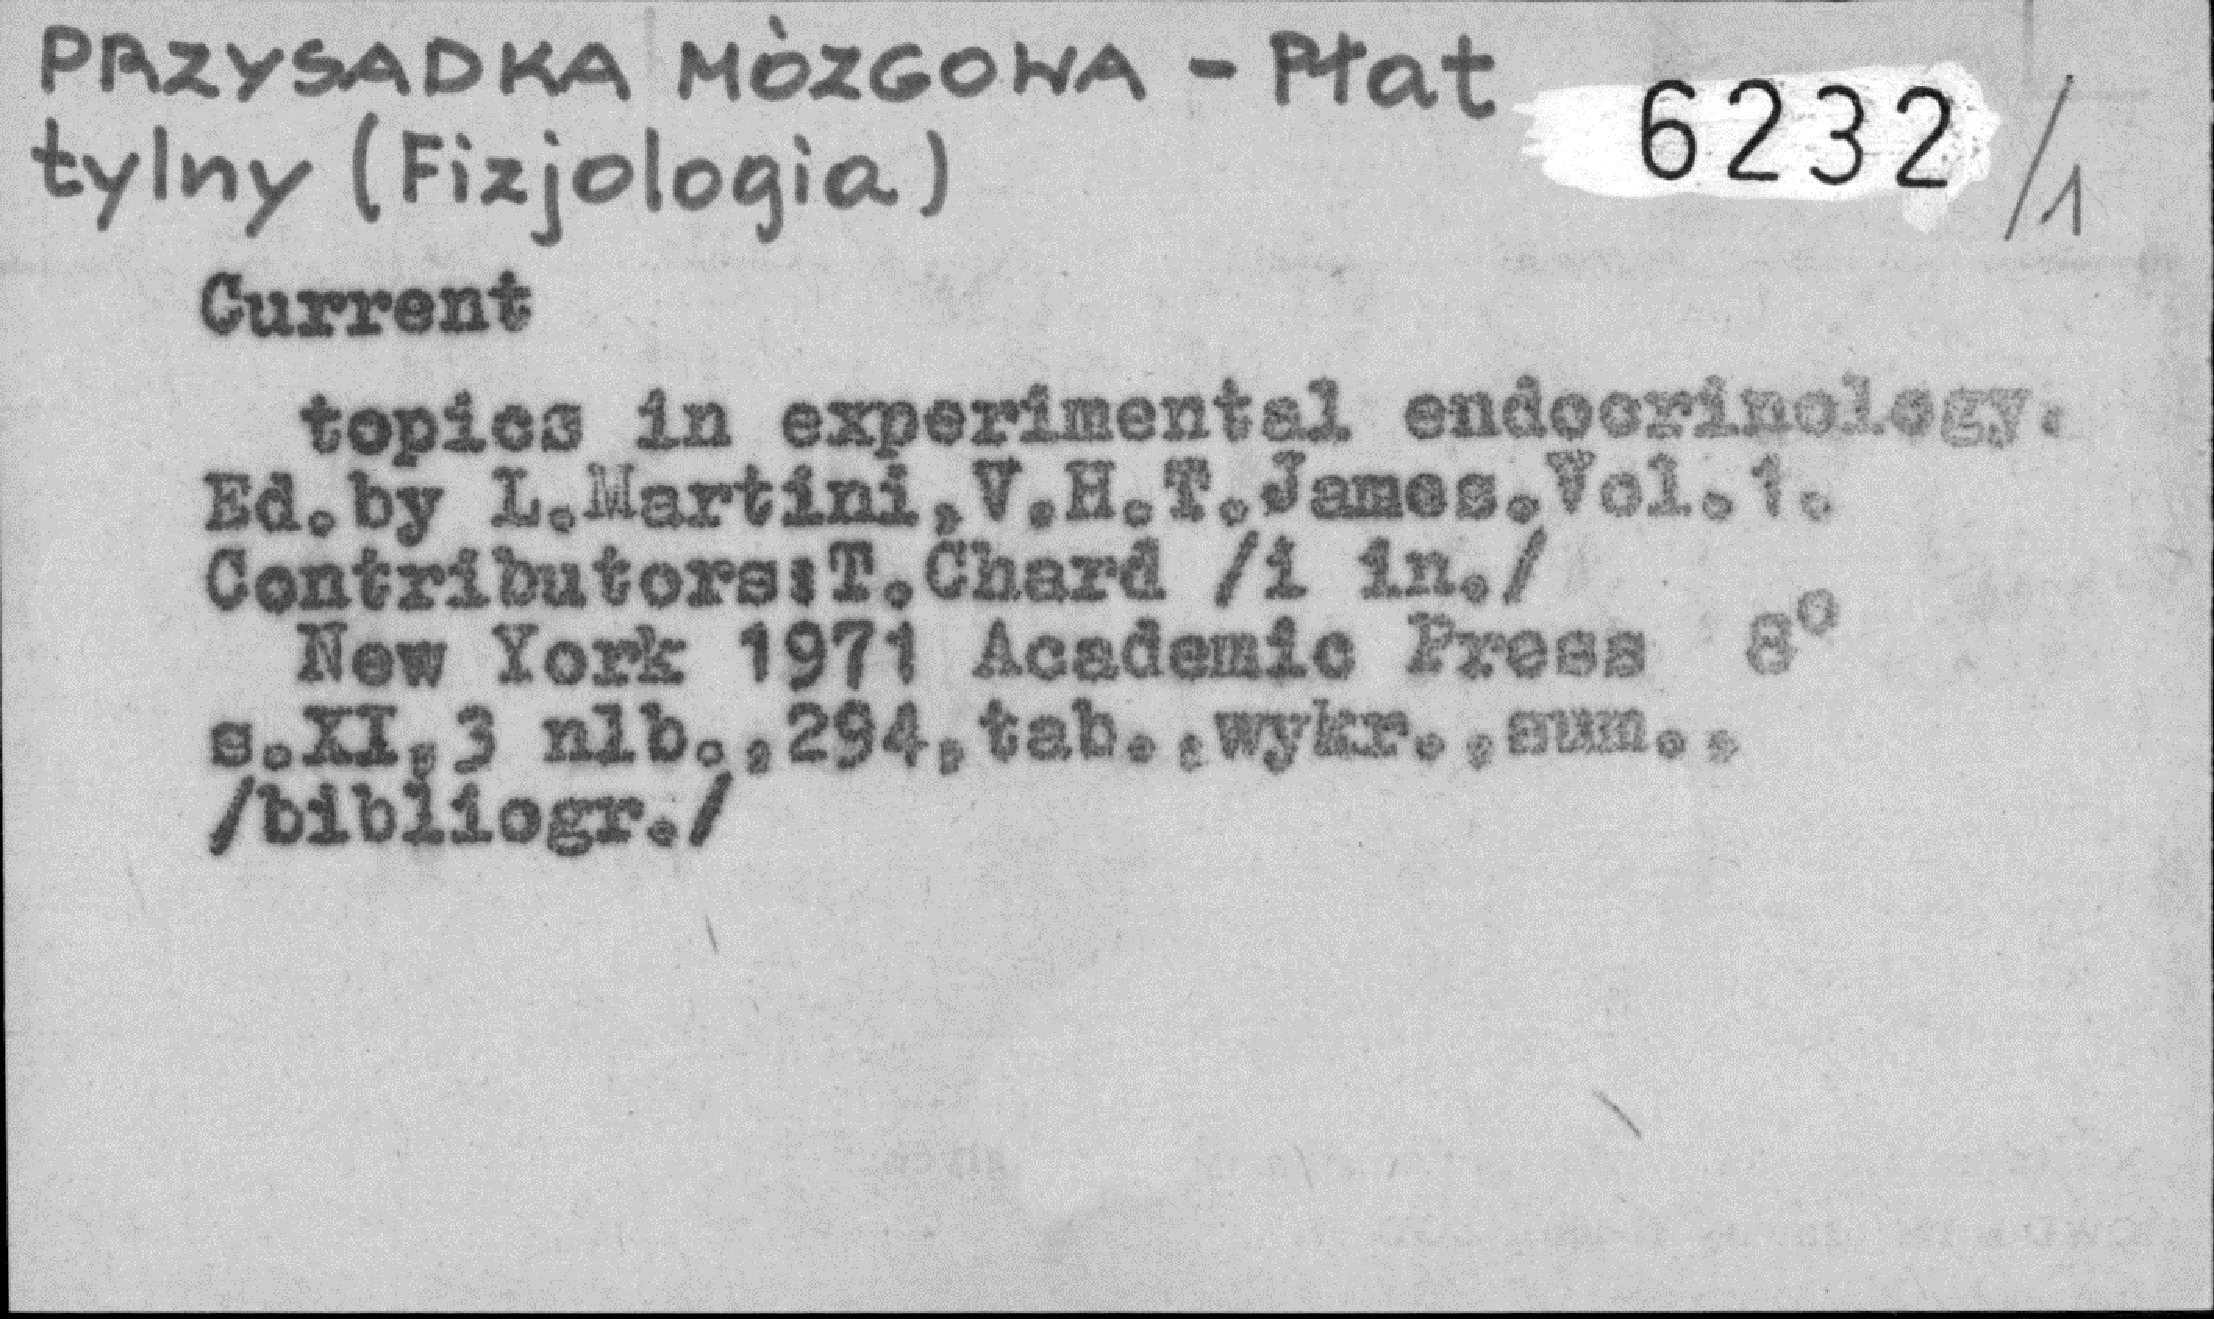 PRZYSADKA MÓZGOWA - Płat
tylny (Fizjologia)
6232/1
Current
topics in experimental endocrinology.
Ed.by L.Martini,V.H.T.James.Vol.1.
Contributors:T.Chard /i in./
New York 1971 Academic Press 8°
s.XI,3 nlb.,294,tab.,wykr.,sum.,
/bibliogr./